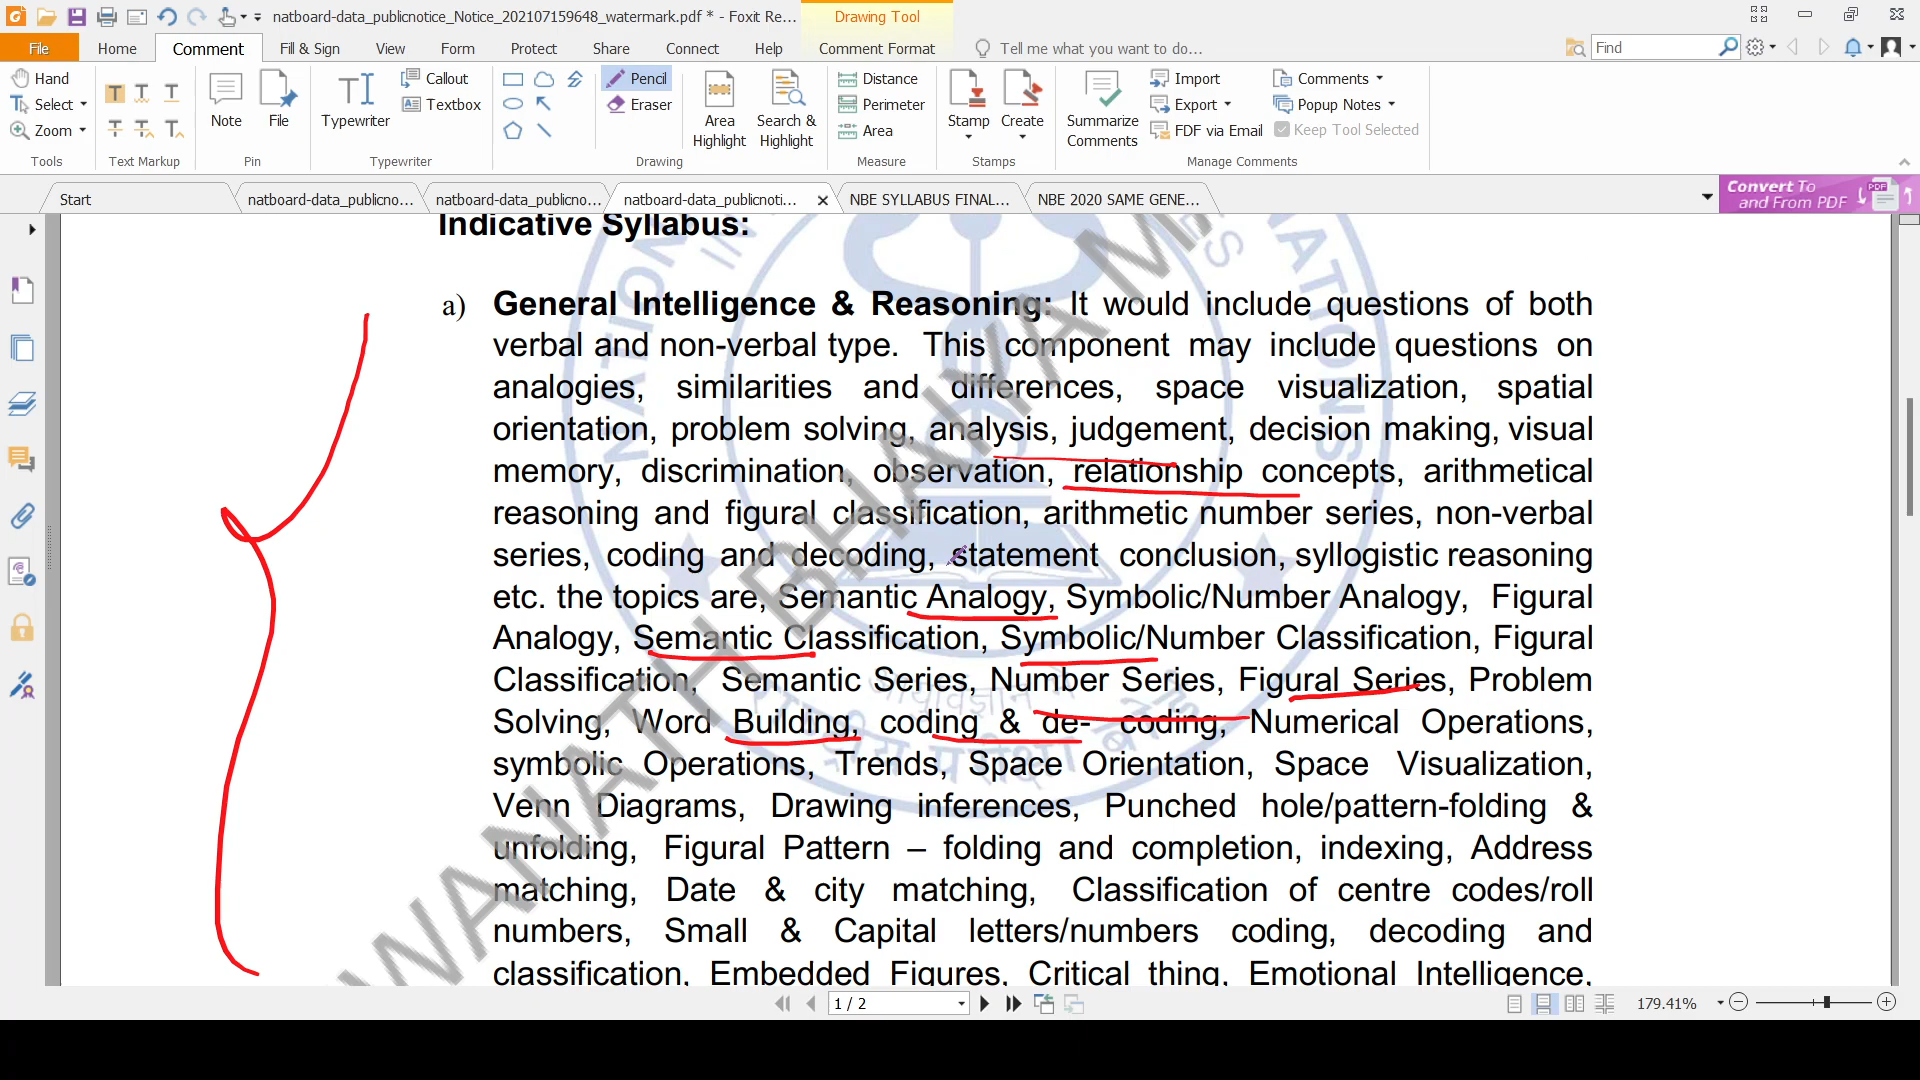 natboard-data_publicnotice_Notice_202107159648_watermark.pdf * - Foxit Re...
Drawing Tool
File Home Comment Fill & Sign View Form Protect Share Connect Help Comment Format Tell me what you want to do... Find
Hand
Select
Zoom
Tools
Text Markup
Note
File
Pin
Typewriter
Callout
Textbox
Typewriter
Pencil
Eraser
Area Highlight
Search & Highlight
Drawing
Distance
Perimeter
Area
Measure
Stamp
Create
Stamps
Summarize Comments
Import
Export
FDF via Email
Comments
Popup Notes
Keep Tool Selected
Manage Comments
Start natboard-data_publicno... natboard-data_publicno... natboard-data_publicnoti... NBE SYLLABUS FINAL... NBE 2020 SAME GENE...
Convert To
and From PDF
PDF
Indicative Syllabus:
a) General Intelligence & Reasoning: It would include questions of both
verbal and non-verbal type. This component may include questions on
analogies, similarities and differences, space visualization, spatial
orientation, problem solving, analysis, judgement, decision making, visual
memory, discrimination, observation, relationship concepts, arithmetical
reasoning and figural classification, arithmetic number series, non-verbal
series, coding and decoding, statement conclusion, syllogistic reasoning
etc. the topics are, Semantic Analogy, Symbolic/Number Analogy, Figural
Analogy, Semantic Classification, Symbolic/Number Classification, Figural
Classification, Semantic Series, Number Series, Figural Series, Problem
Solving, Word Building, coding & de- coding, Numerical Operations,
symbolic Operations, Trends, Space Orientation, Space Visualization,
Venn Diagrams, Drawing inferences, Punched hole/pattern-folding &
unfolding, Figural Pattern – folding and completion, indexing, Address
matching, Date & city matching, Classification of centre codes/roll
numbers, Small & Capital letters/numbers coding, decoding and
classification, Embedded Figures, Critical thing, Emotional Intelligence,
WANATH BHAIYA
1 / 2
179.41%